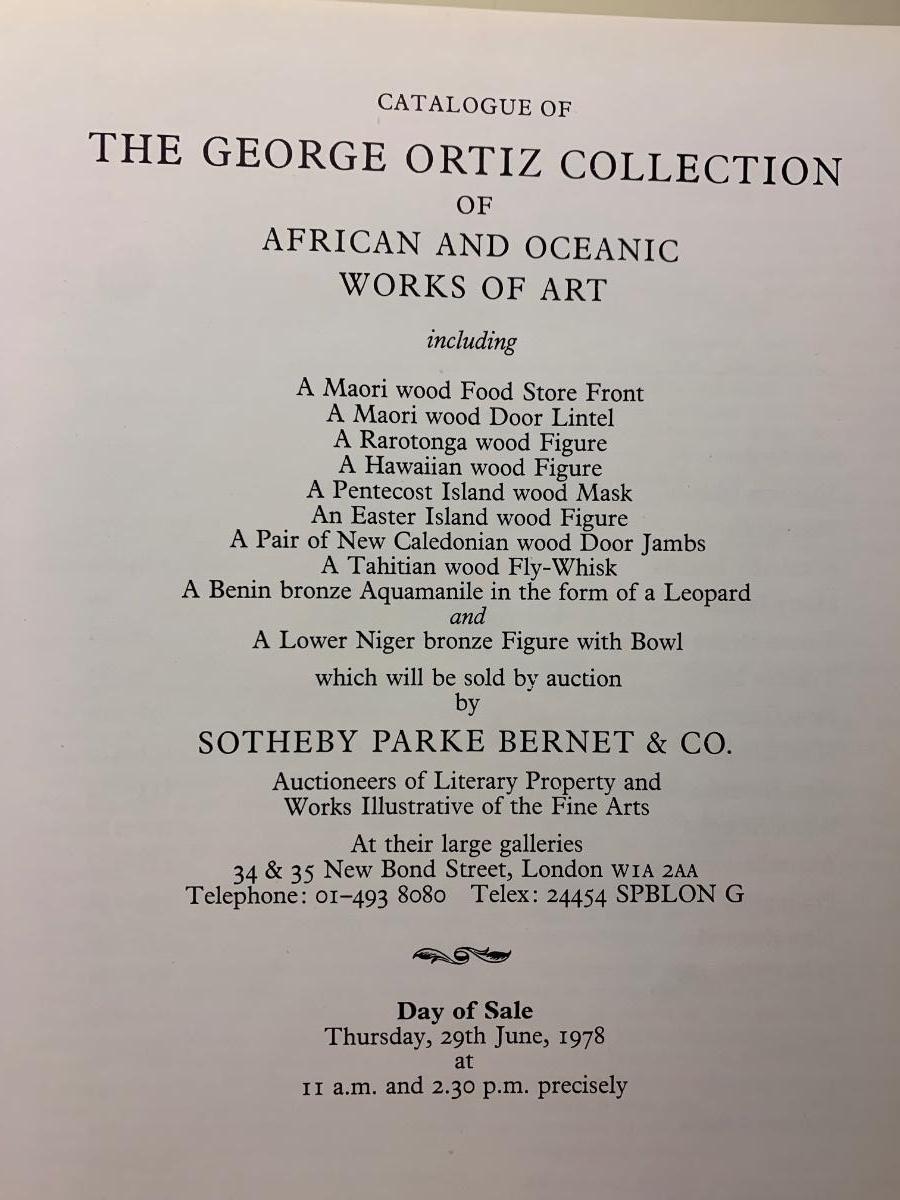 CATALOGUE OF
THE GEORGE ORTIZ COLLECTION
OF
AFRICAN AND OCEANIC
WORKS OF ART
including
A Maori wood Food Store Front
A Maori wood Door Lintel
A Rarotonga wood Figure
A Hawaiian wood Figure
A Pentecost Island wood Mask
An Easter Island wood Figure
A Pair of New Caledonian wood Door Jambs
A Tahitian wood Fly-Whisk
A Benin bronze Aquamanile in the form of a Leopard
and
A Lower Niger bronze Figure with Bowl
which will be sold by auction
by
SOTHEBY PARKE BERNET & CO.
Auctioneers of Literary Property and
Works Illustrative of the Fine Arts
At their large galleries
34 & 35 New Bond Street, London W1A 2AA
Telephone: 01–493 8080 Telex: 24454 SPBLON G
Day of Sale
Thursday, 29th June, 1978
at
11 a.m. and 2.30 p.m. precisely